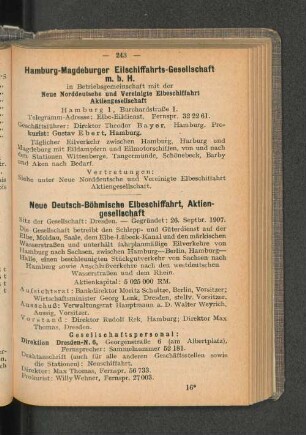 — 243 —
Hamburg-Magdeburger Eilschiffahrts-Gesellschaft
m. b. H.
in Betriebsgemeinschaft mit der
Neue Norddeutsche und Vereinigte Elbeschiffahrt
Aktiengesellschaft
Hamburg 1, Burchardstraße 1.
Telegramm-Adresse: Elbe-Eildienst, Fernspr. 33 22 61.
Geschäftsführer: Direktor Theodor Bayer, Hamburg. Pro-
kurist: Gustav Ebert, Hamburg.
Täglicher Eilverkehr zwischen Hamburg, Harburg und
Magdeburg mit Eildampfern und Eilmotorschiffen, von und nach
den Stationen Wittenberge, Tangermünde, Schönebeck, Barby
und Aken nach Bedarf.
Vertretungen:
Siehe unter Neue Norddeutsche und Vereinigte Elbeschiffahrt
Aktiengesellschaft.
Neue Deutsch-Böhmische Elbeschiffahrt, Aktien-
gesellschaft
Sitz der Gesellschaft: Dresden. — Gegründet: 26. Septbr. 1907.
Die Gesellschaft betreibt den Schlepp- und Güterdienst auf der
Elbe, Moldau, Saale, dem Elbe-Lübeck-Kanal und den märkischen
Wasserstraßen und unterhält fahrplanmäßige Eilverkehre von
Hamburg nach Sachsen, zwischen Hamburg—Berlin, Hamburg—
Halle, einen beschleunigten Stückgutverkehr von Sachsen nach
Hamburg sowie Anschlußverkehre nach den westdeutschen
Wasserstraßen und dem Rhein.
Aktienkapital: 5 025 000 RM.
Aufsichtsrat: Bankdirektor Moritz Schultze, Berlin, Vorsitzer;
Wirtschaftsminister Georg Lenk, Dresden, stellv. Vorsitzer.
Ausschuß: Verwaltungsrat Hauptmann a. D. Walter Weyrich,
Aussig, Vorsitzer.
Vorstand: Direktor Rudolf Rek, Hamburg; Direktor Max
Thomas, Dresden.
Gesellschaftspersonal:
Direktion Dresden-N. 6, Georgenstraße 6 (am Albertplatz),
Fernsprecher: Sammelnummer 52 181.
Drahtanschrift (auch für alle anderen Geschäftsstellen sowie
die Stationen): Neuschiffahrt.
Direktor: Max Thomas, Fernspr. 56 733.
Prokurist: Willy Wehner, Fernspr. 27 003.
16*